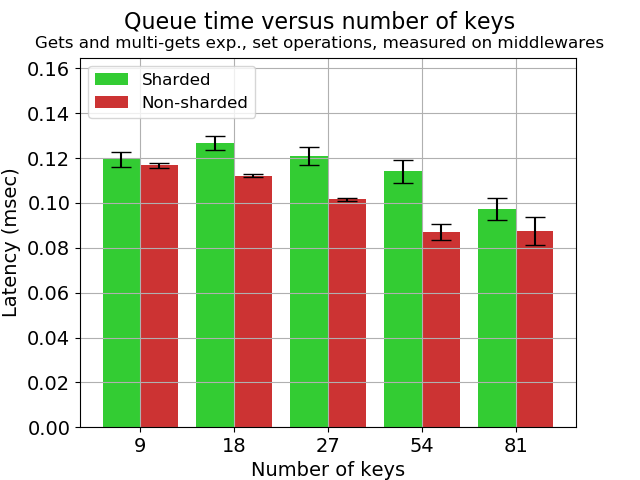 Queue time versus number of keys
Gets and multi-gets exp., set operations, measured on middlewares
Sharded
Non-sharded
Latency (msec)
0.16
0.14
0.12
0.10
0.08
0.06
0.04
0.02
0.00
9 18 27 54 81
Number of keys